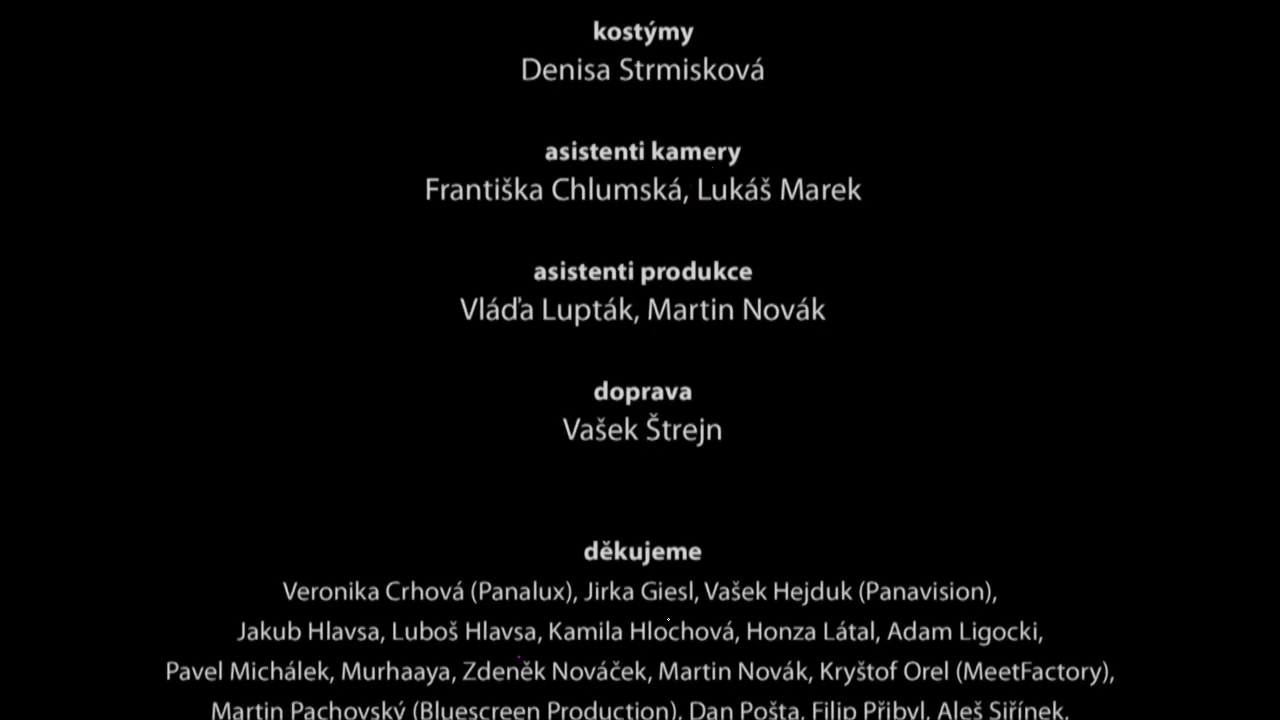 kostýmy
Denisa Strmisková
asistenti kamery
Františka Chlumská, Lukáš Marek
asistenti produkce
Vláďa Lupták, Martin Novák
doprava
Vašek Štrejn
děkujeme
Veronika Crhová (Panalux), Jirka Giesl, Vašek Hejduk (Panavision),
Jakub Hlavsa, Luboš Hlavsa, Kamila Hlochová, Honza Látal, Adam Ligocki,
Pavel Michálek, Murhaaya, Zdeněk Nováček, Martin Novák, Kryštof Orel (MeetFactory),
Martin Pachovský (Bluescreen Production), Dan Pošta, Filip Přibyl, Aleš Siřínek,